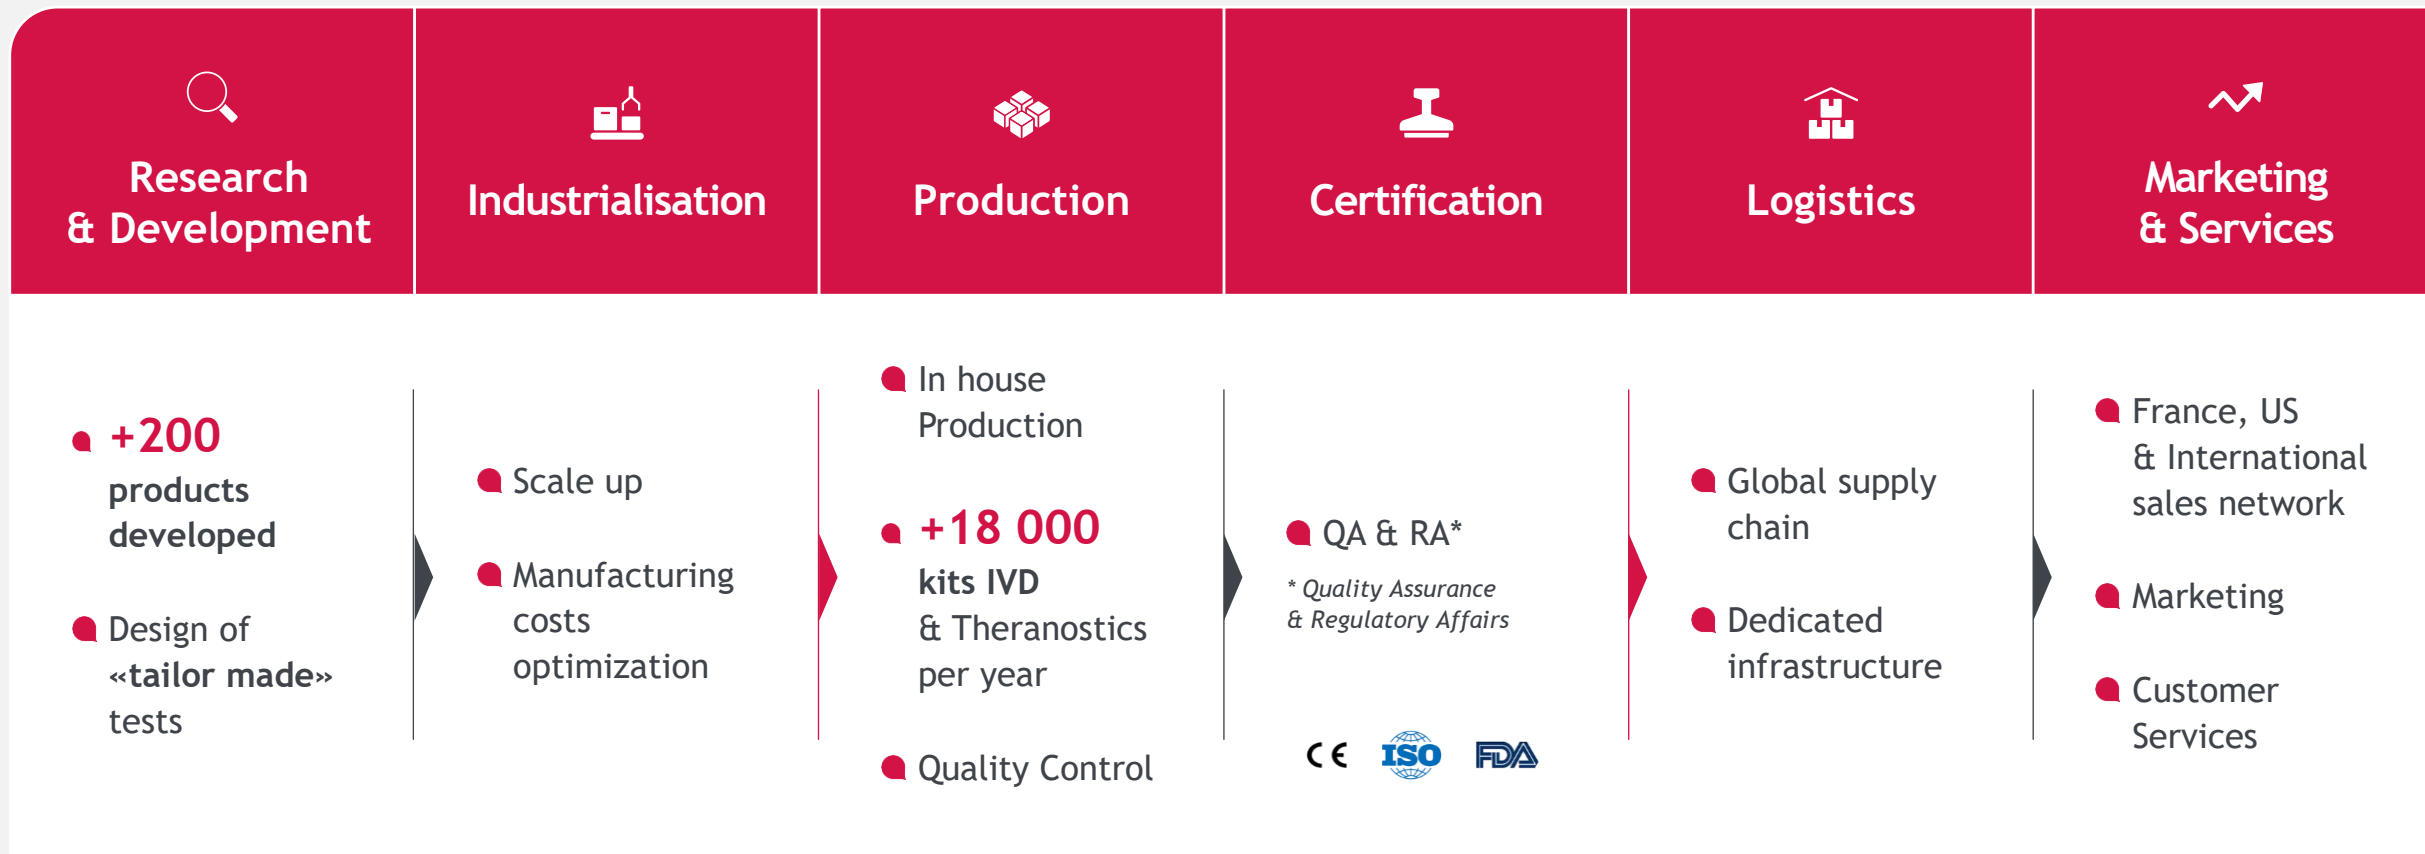 Research
& Development
Industrialisation
Production
Certification
Logistics
Marketing
& Services
+200
products
developed
Design of
«tailor made»
tests
Scale up
Manufacturing
costs
optimization
In house
Production
+18 000
kits IVD
& Theranostics
per year
Quality Control
QA & RA*
* Quality Assurance
& Regulatory Affairs
CE
ISO
FDA
Global supply
chain
Dedicated
infrastructure
France, US
& International
sales network
Marketing
Customer
Services